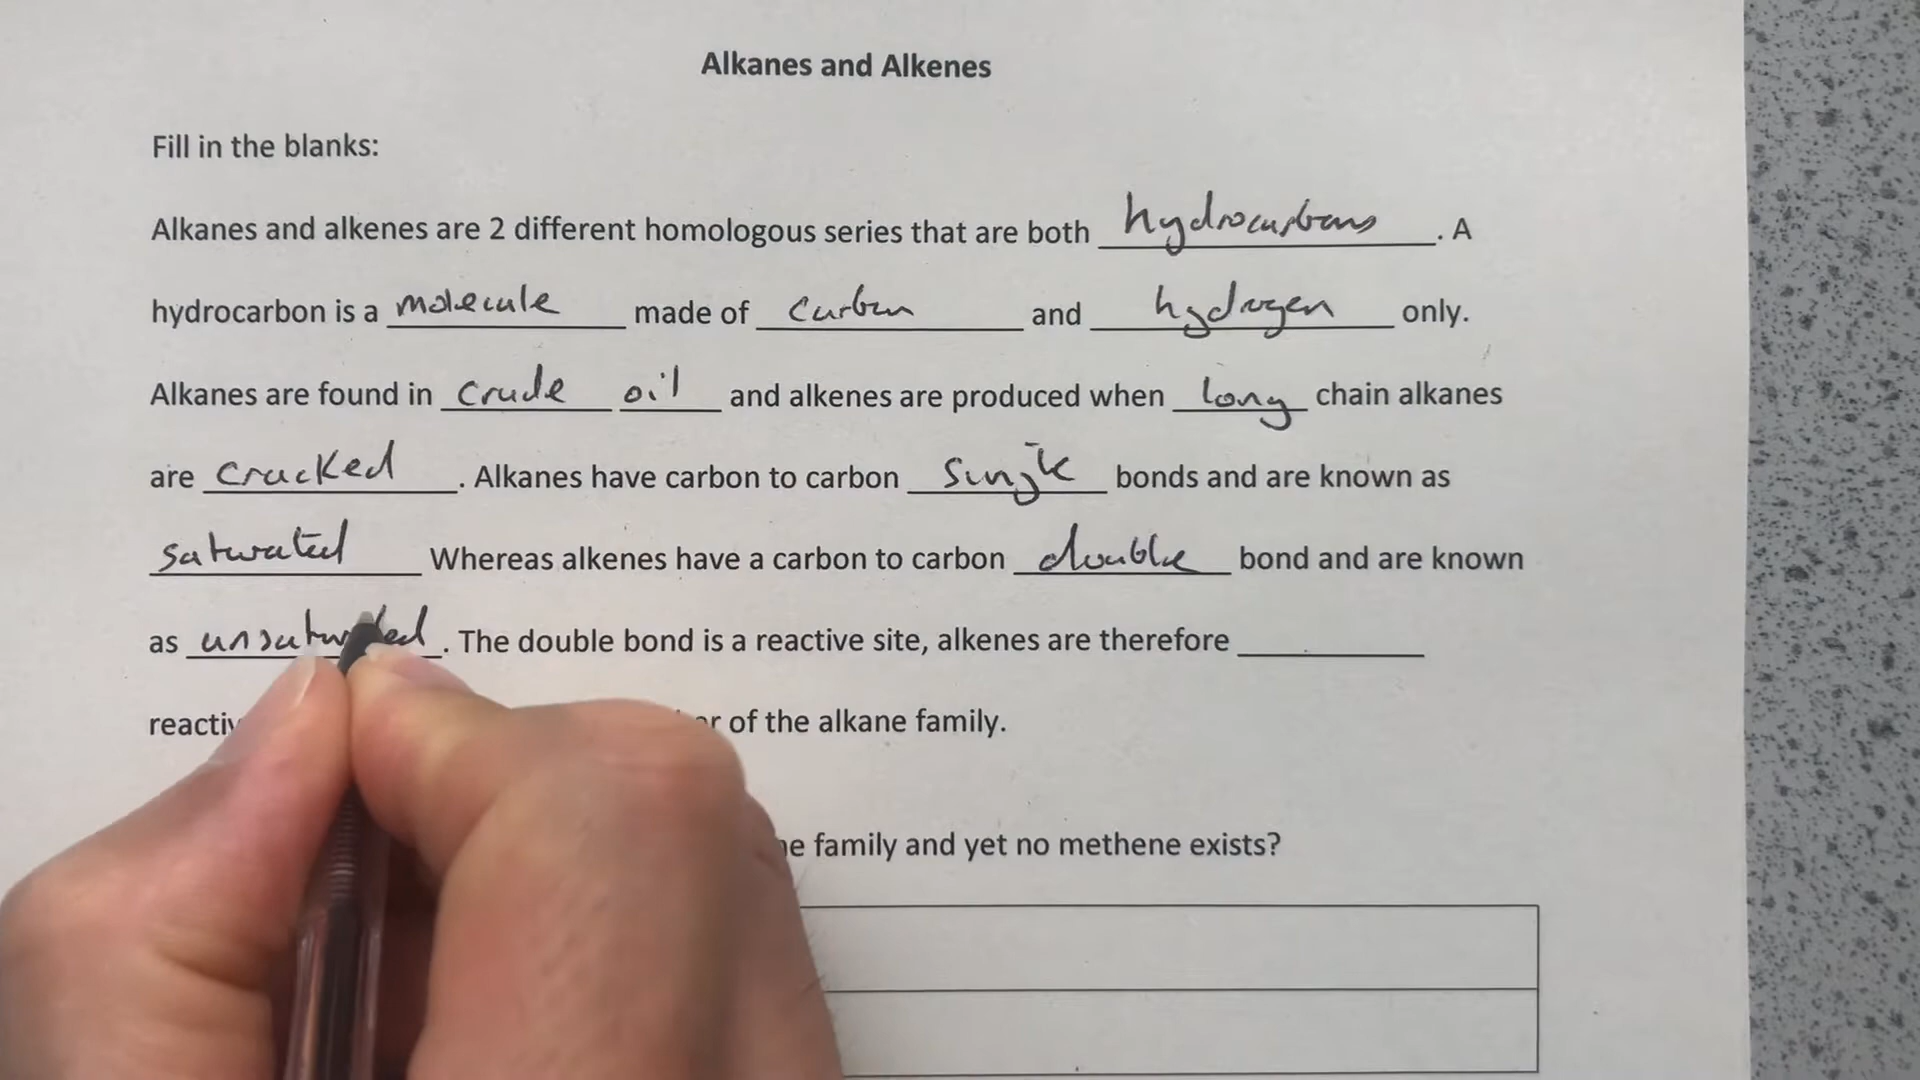 Alkanes and Alkenes
Fill in the blanks:
Alkanes and alkenes are 2 different homologous series that are both hydrocarbons. A
hydrocarbon is a molecule made of carbon and hydrogen only.
Alkanes are found in crude oil and alkenes are produced when long chain alkanes
are cracked. Alkanes have carbon to carbon single bonds and are known as
saturated Whereas alkenes have a carbon to carbon double bond and are known
as unsaturated. The double bond is a reactive site, alkenes are therefore
of the alkane family.
family and yet no methene exists?